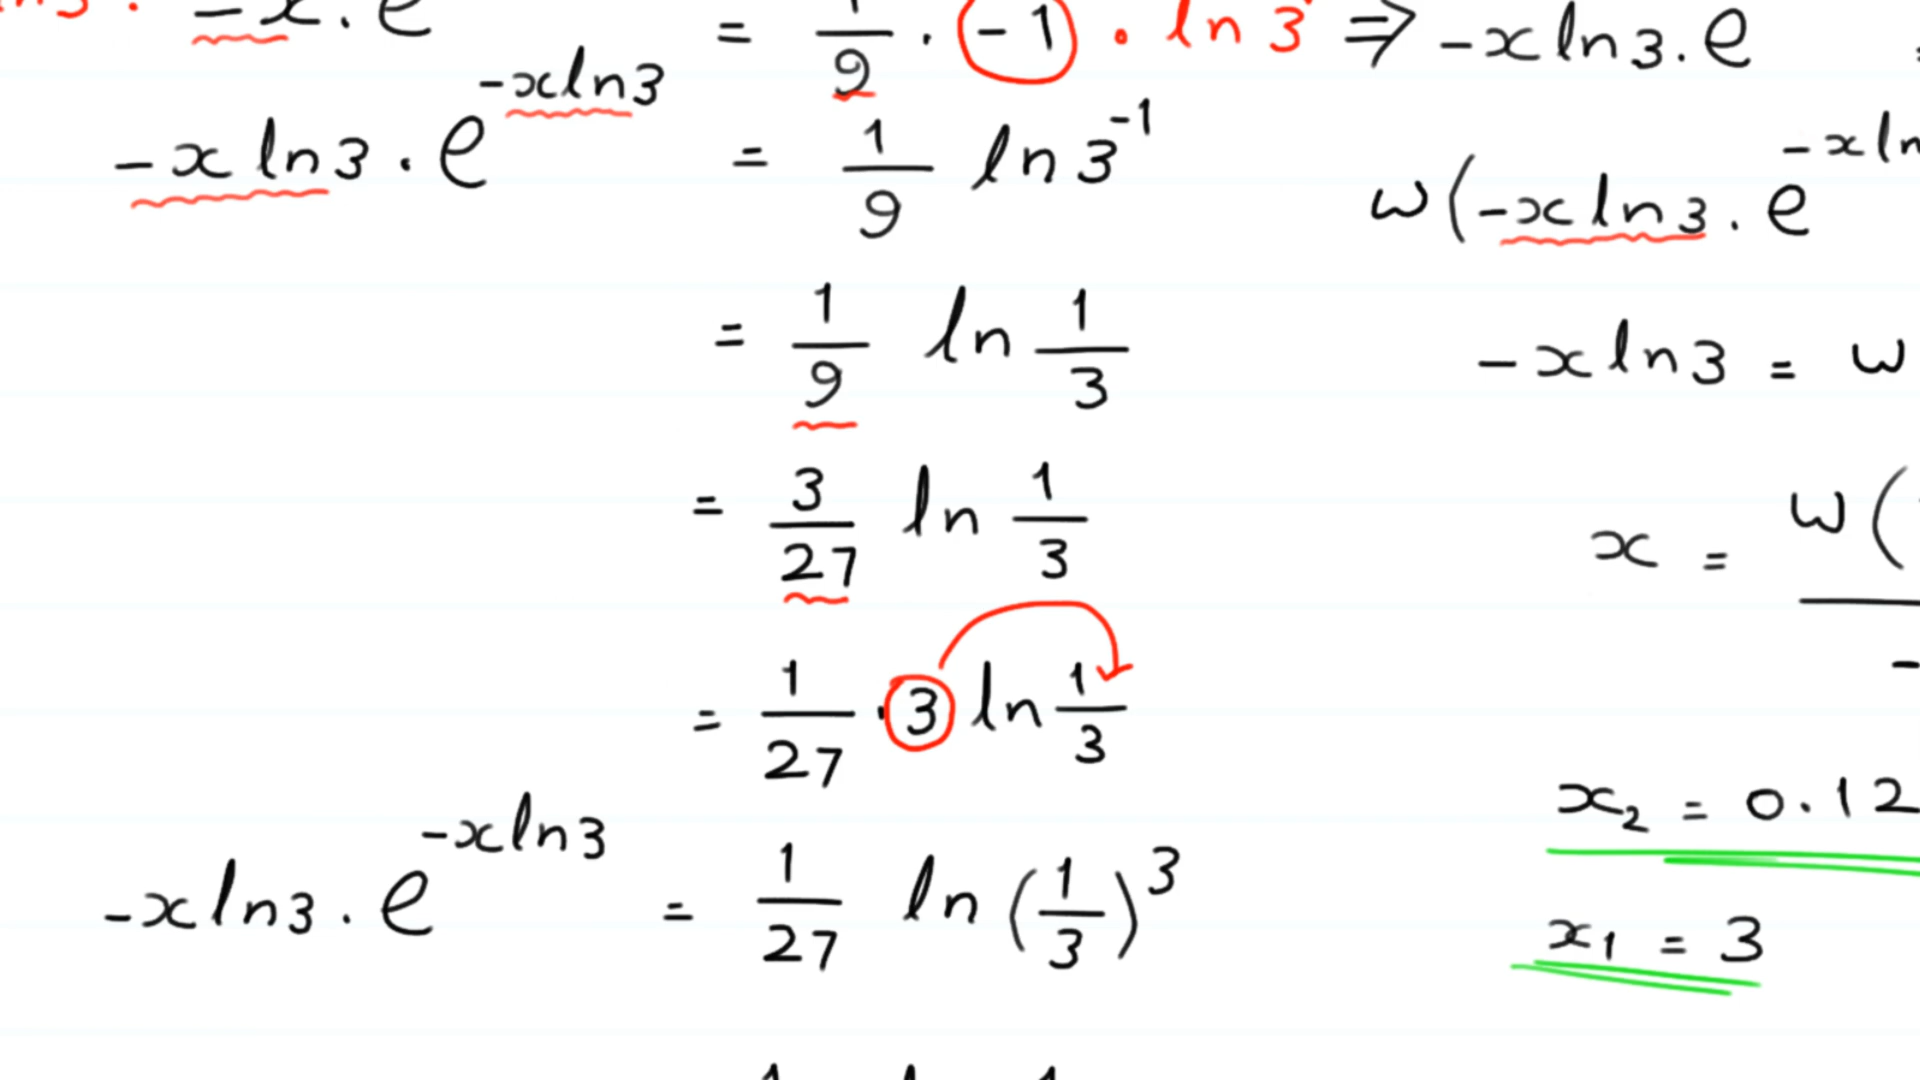 -x · e = 1/9 · -1 · ln 3 ⇒ -x ln 3 · e
-x ln 3 · e^(-x ln 3) = 1/9 ln 3^(-1)
w(-x ln 3 · e^(-x ln
= 1/9 ln 1/3
-x ln 3 = w
= 3/27 ln 1/3
x = w(
= 1/27 · 3 ln 1/3
-
x₂ = 0.12
-x ln 3 · e^(-x ln 3) = 1/27 ln (1/3)^3
x₁ = 3